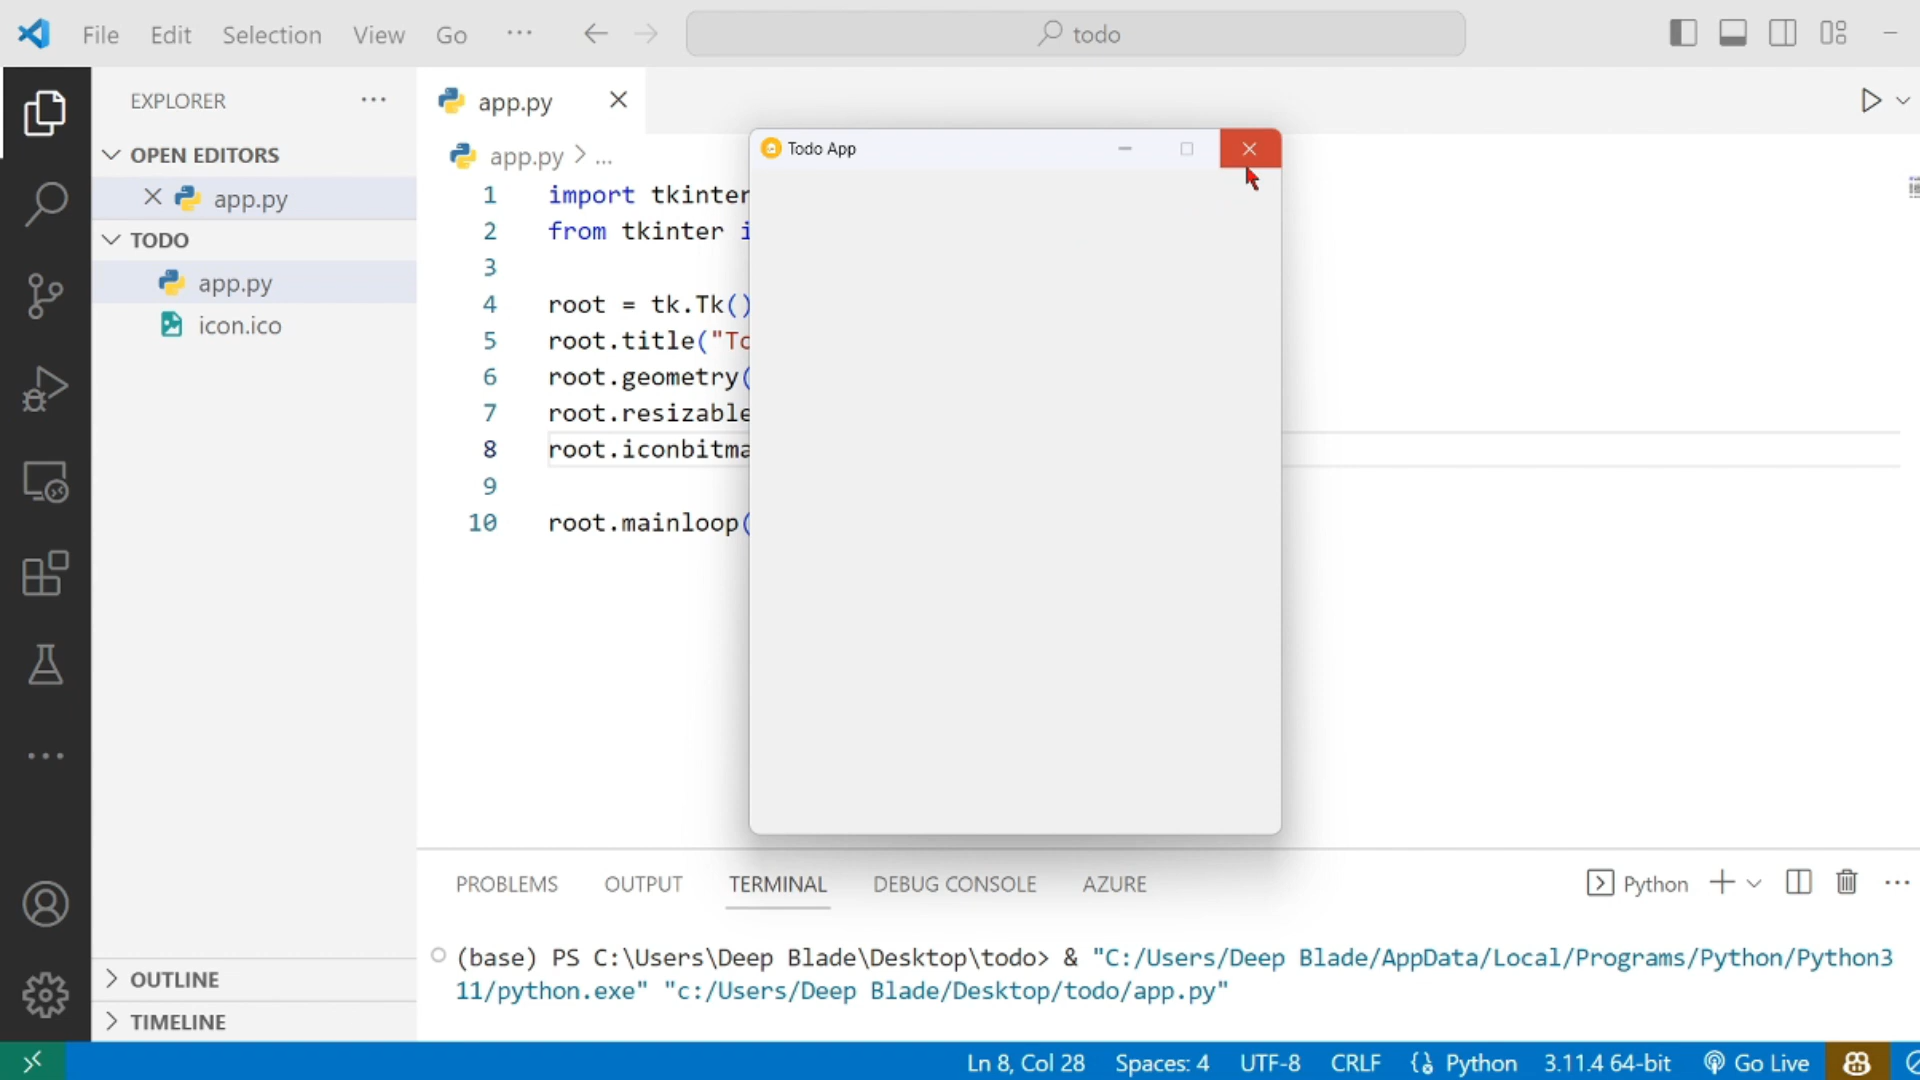 File Edit Selection View Go ··· todo
EXPLORER ···
app.py
OPEN EDITORS
app.py
TODO
app.py
icon.ico
OUTLINE
TIMELINE
app.py > ...
1 import tkinter
2 from tkinter i
3
4 root = tk.Tk()
5 root.title("To
6 root.geometry(
7 root.resizable
8 root.iconbitma
9
10 root.mainloop(
Todo App
PROBLEMS OUTPUT TERMINAL DEBUG CONSOLE AZURE Python
(base) PS C:\Users\Deep Blade\Desktop\todo> & "C:/Users/Deep Blade/AppData/Local/Programs/Python/Python3
11/python.exe" "c:/Users/Deep Blade/Desktop/todo/app.py"
Ln 8, Col 28 Spaces: 4 UTF-8 CRLF Python 3.11.4 64-bit Go Live